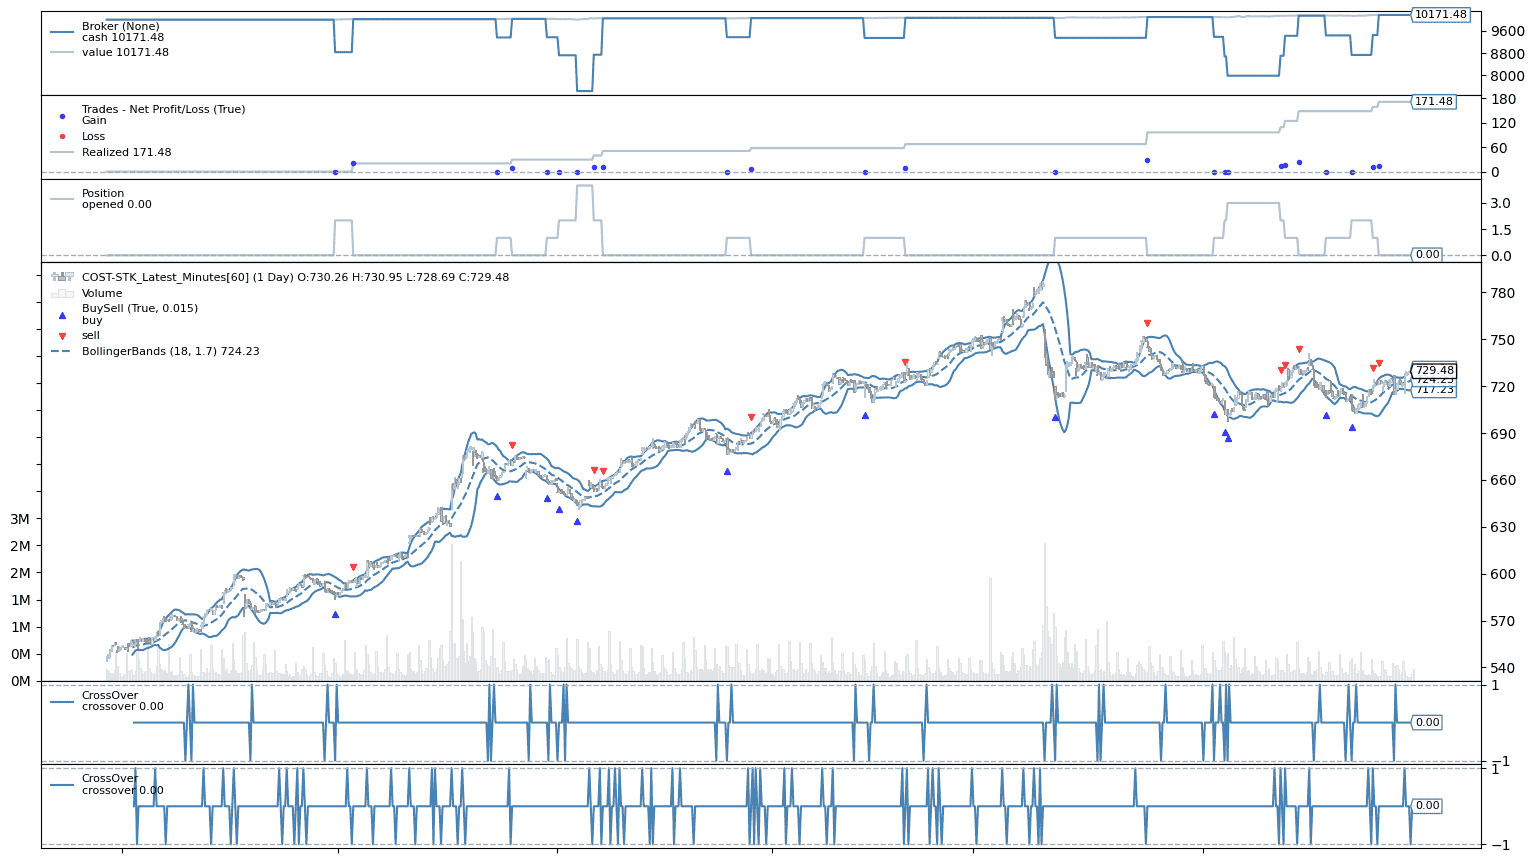 Broker (None)
cash 10171.48
value 10171.48
10171.48
9600
8800
8000
Trades - Net Profit/Loss (True)
Gain
Loss
Realized 171.48
171.48
180
120
60
0
Position
opened 0.00
3.0
1.5
0.0
0.00
COST-STK_Latest_Minutes[60] (1 Day) O:730.26 H:730.95 L:728.69 C:729.48
Volume
BuySell (True, 0.015)
buy
sell
BollingerBands (18, 1.7) 724.23
780
750
729.48
724.23
717.23
720
690
660
630
600
570
540
3M
2M
2M
1M
1M
0M
0M
CrossOver
crossover 0.00
1
0.00
−1
CrossOver
crossover 0.00
1
0.00
−1